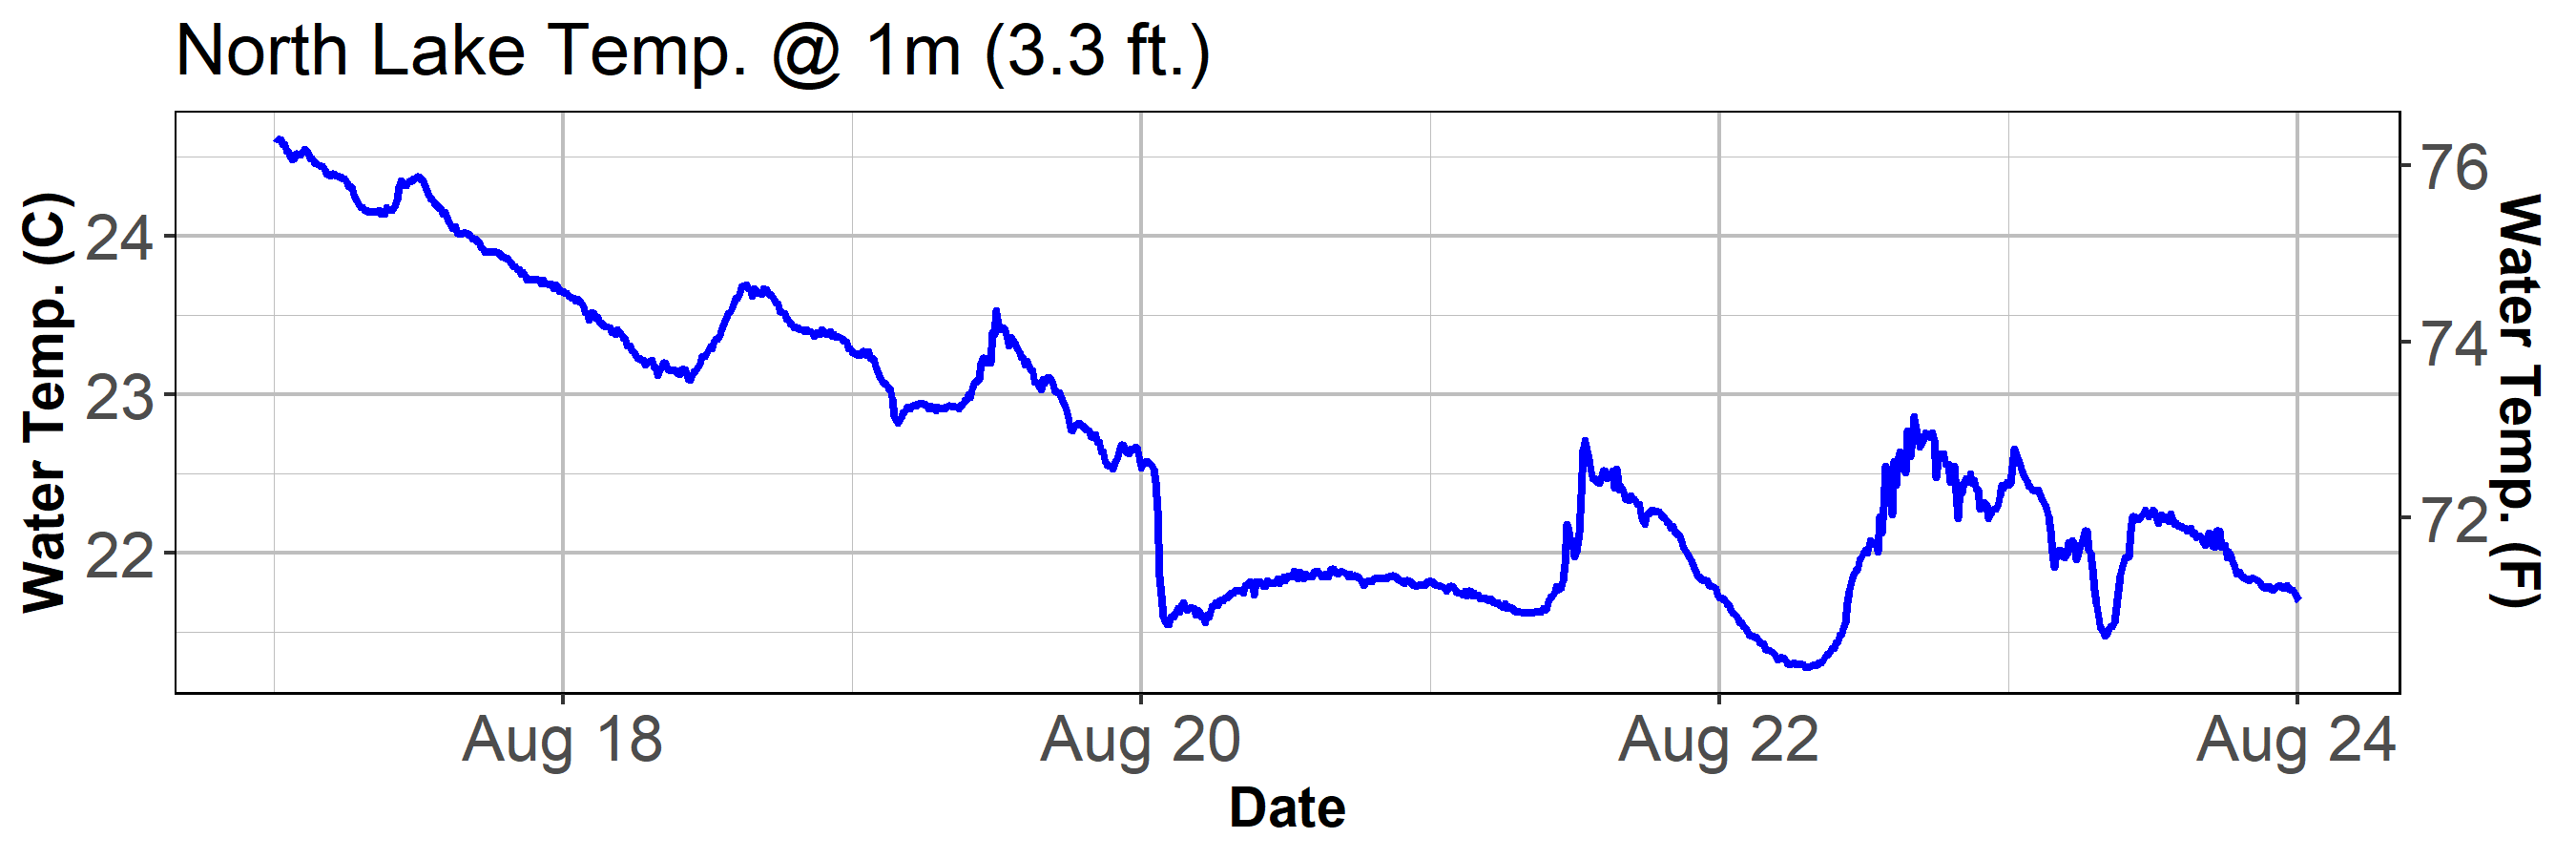 North Lake Temp. @ 1m (3.3 ft.)
Water Temp. (C)
24
23
22
76
74
72
Water Temp. (F)
Aug 18 Aug 20 Aug 22 Aug 24
Date